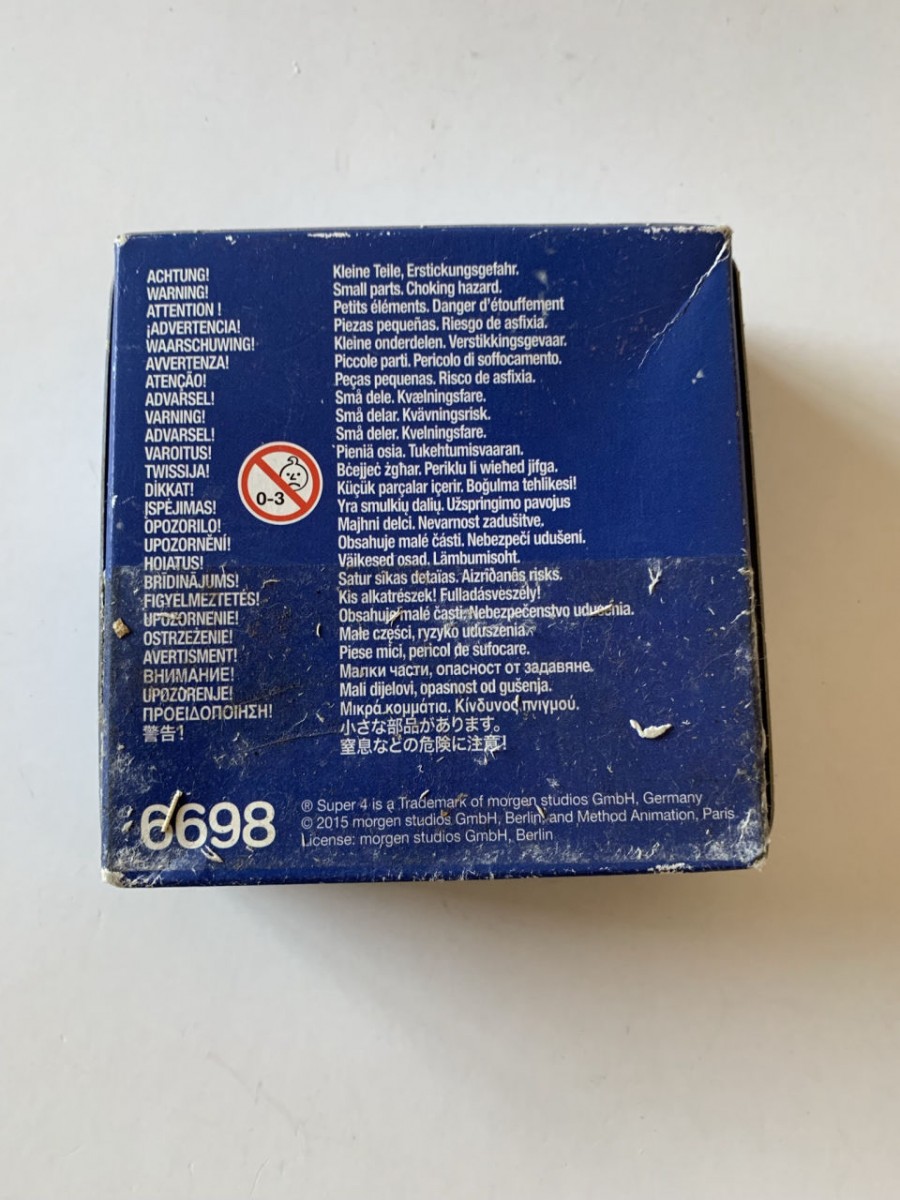 ACHTUNG! Kleine Teile, Erstickungsgefahr.
WARNING! Small parts. Choking hazard.
ATTENTION ! Petits éléments. Danger d'étouffement
¡ADVERTENCIA! Piezas pequeñas. Riesgo de asfixia.
WAARSCHUWING! Kleine onderdelen. Verstikkingsgevaar.
AVVERTENZA! Piccole parti. Pericolo di soffocamento.
ATENÇÃO! Peças pequenas. Risco de asfixia.
ADVARSEL! Små dele. Kvælningsfare.
VARNING! Små delar. Kvävningsrisk.
ADVARSEL! Små deler. Kvelningsfare.
VAROITUS! Pieniä osia. Tukehtumisvaaran.
TWISSIJA! Bċejjeċ żgħar. Periklu li wieħed jifga.
DİKKAT! Küçük parçalar içerir. Boğulma tehlikesi!
ĮSPĖJIMAS! Yra smulkių dalių. Užspringimo pavojus
OPOZORILO! Majhni delci. Nevarnost zadušitve.
UPOZORNĚNÍ! Obsahuje malé části. Nebezpečí udušení.
HOIATUS! Väikesed osad. Lämbumisoht.
BRĪDINĀJUMS! Satur sīkas detaļas. Aizrīšanās risks.
FIGYELMEZTETÉS! Kis alkatrészek! Fulladásveszély!
UPOZORNENIE! Obsahuje malé časti. Nebezpečenstvo udusenia.
OSTRZEŻENIE! Małe części, ryzyko uduszenia.
AVERTISMENT! Piese mici, pericol de sufocare.
ВНИМАНИЕ! Малки части, опасност от задавяне.
UPOZORENJE! Mali dijelovi, opasnost od gušenja.
ΠΡΟΕΙΔΟΠΟΙΗΣΗ! Μικρά κομμάτια. Κίνδυνος πνιγμού.
警告1 小さな部品があります。
窒息などの危険に注意!
0-3
6698
® Super 4 is a Trademark of morgen studios GmbH, Germany
© 2015 morgen studios GmbH, Berlin and Method Animation, Paris
License: morgen studios GmbH, Berlin